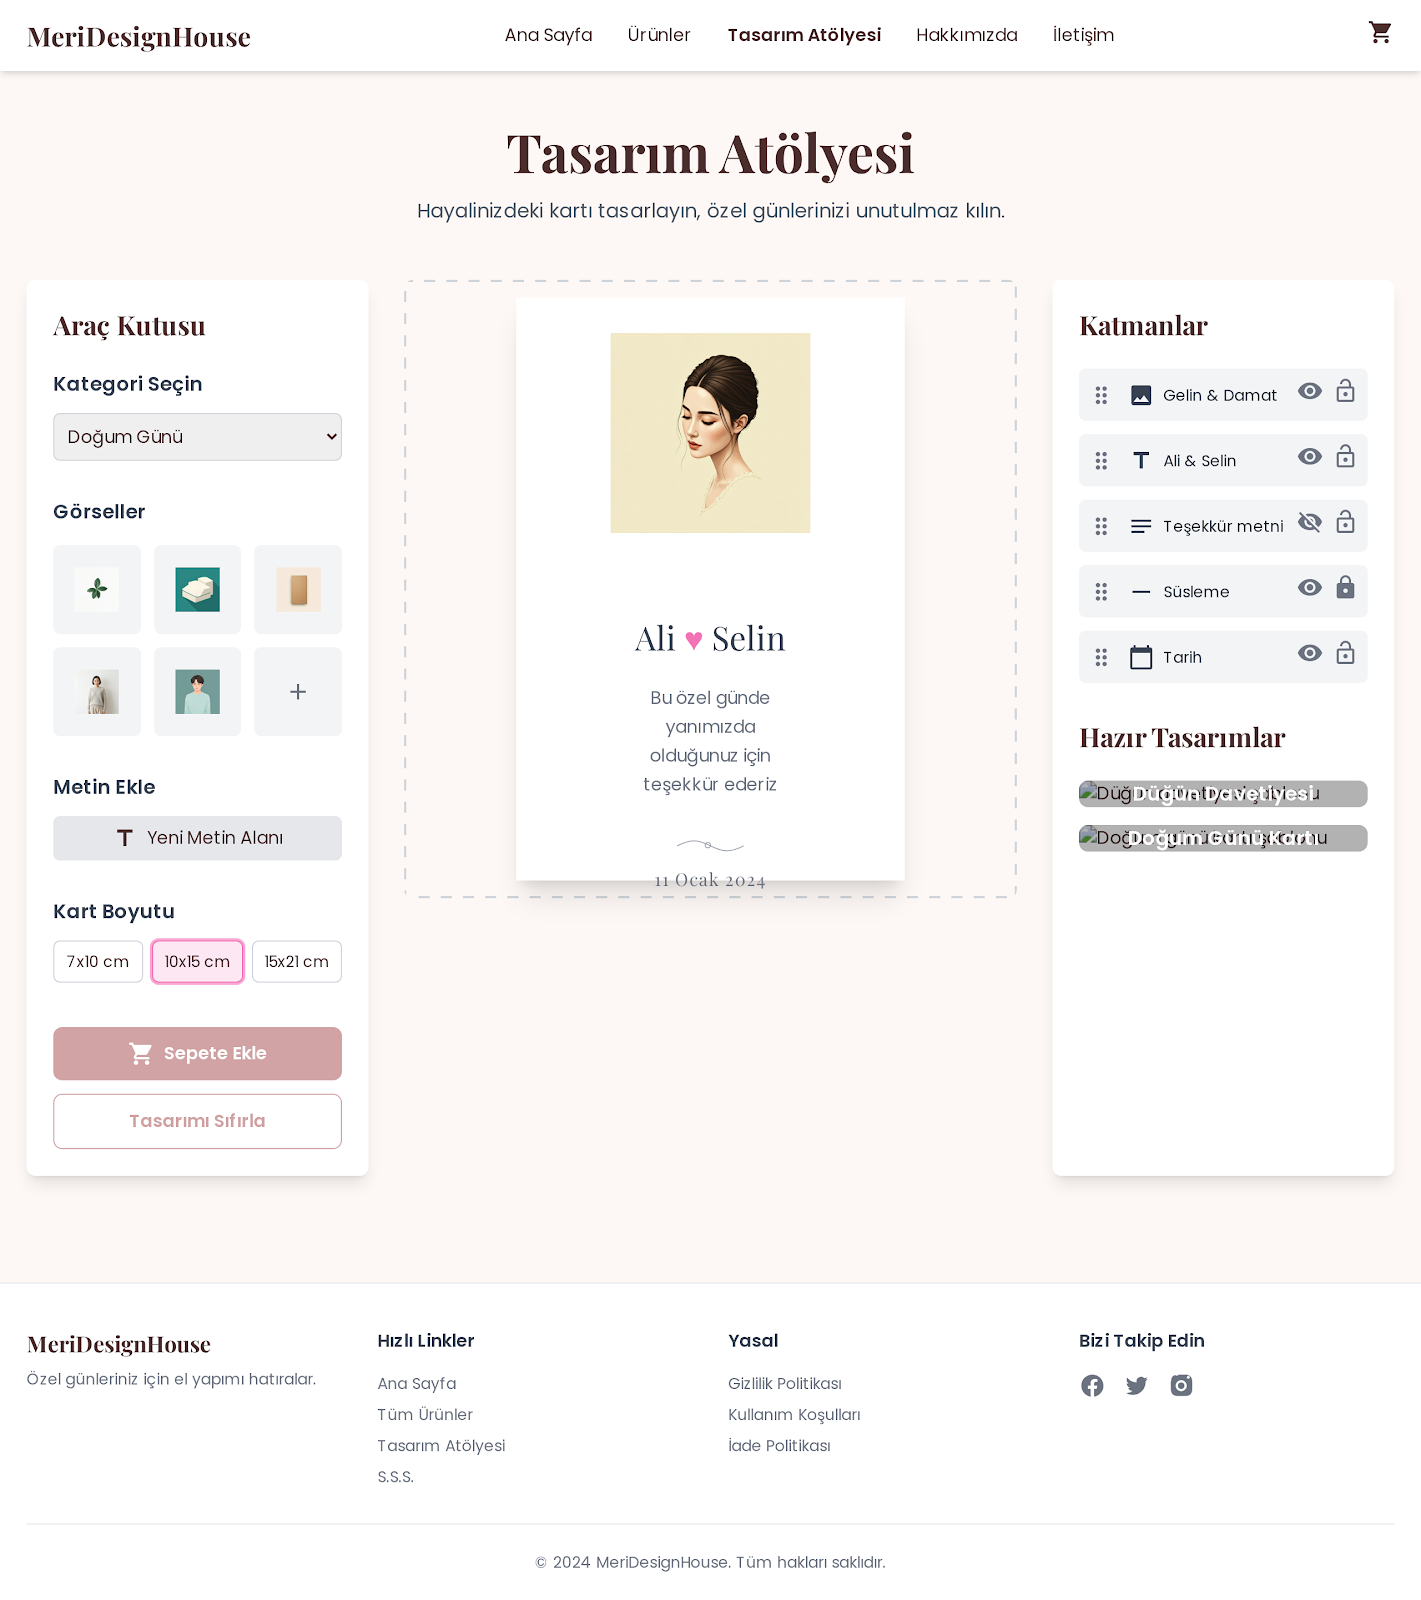 MeriDesignHouse
Ana Sayfa
Ürünler
Tasarım Atölyesi
Hakkımızda
İletişim
Tasarım Atölyesi
Hayalinizdeki kartı tasarlayın, özel günlerinizi unutulmaz kılın.
Araç Kutusu
Kategori Seçin
Doğum Günü
Görseller
Metin Ekle
Yeni Metin Alanı
Kart Boyutu
7x10 cm
10x15 cm
15x21 cm
Sepete Ekle
Tasarımı Sıfırla
Ali ♥ Selin
Bu özel günde
yanımızda
olduğunuz için
teşekkür ederiz
11 Ocak 2024
Katmanlar
Gelin & Damat
Ali & Selin
Teşekkür metni
Süsleme
Tarih
Hazır Tasarımlar
Düğün Davetiyesi
Doğum Günü Kartı
MeriDesignHouse
Özel günleriniz için el yapımı hatıralar.
Hızlı Linkler
Ana Sayfa
Tüm Ürünler
Tasarım Atölyesi
S.S.S.
Yasal
Gizlilik Politikası
Kullanım Koşulları
İade Politikası
Bizi Takip Edin
© 2024 MeriDesignHouse. Tüm hakları saklıdır.